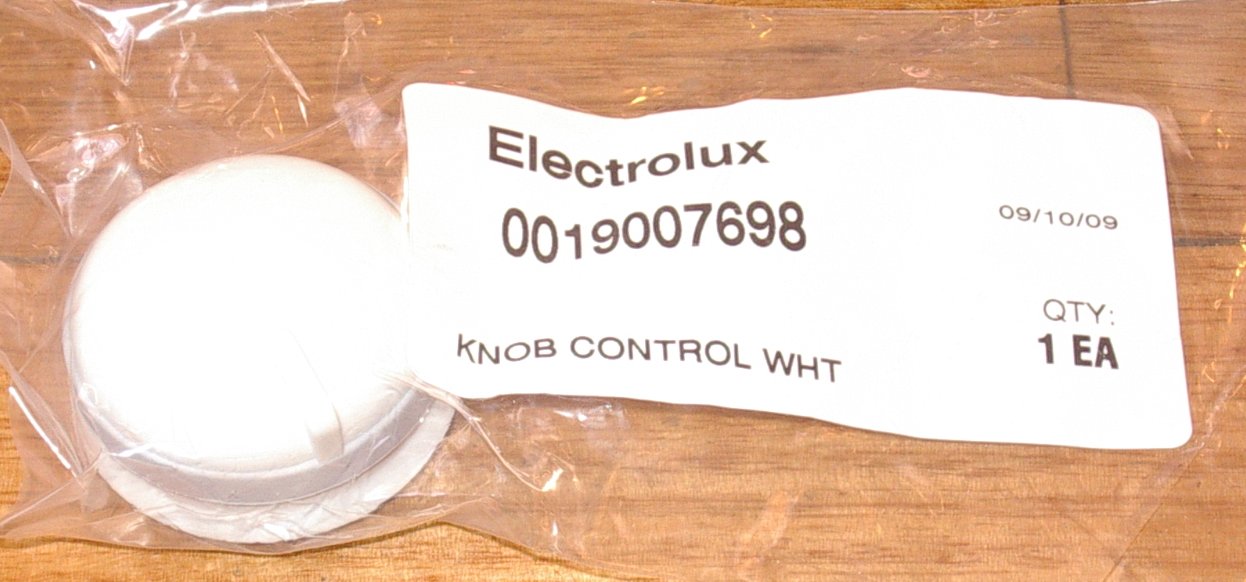 Electrolux
0019007698
09/10/09
QTY:
1 EA
KNOB CONTROL WHT